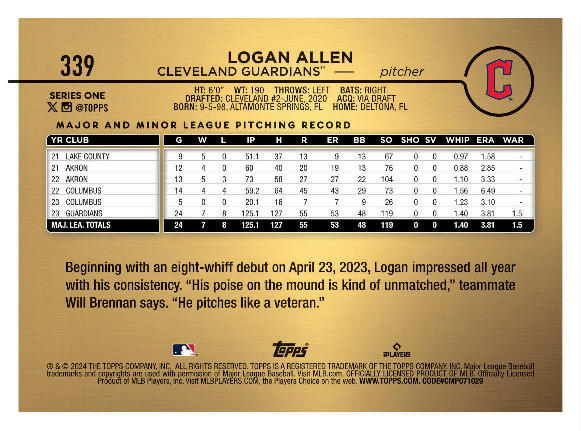 339
LOGAN ALLEN
CLEVELAND GUARDIANS™ — pitcher
SERIES ONE
X @TOPPS
HT: 6'0" WT: 190 THROWS: LEFT BATS: RIGHT
DRAFTED: CLEVELAND #2-JUNE, 2020 ACQ: VIA DRAFT
BORN: 9-5-98, ALTAMONTE SPRINGS, FL HOME: DELTONA, FL
C
MAJOR AND MINOR LEAGUE PITCHING RECORD
YR CLUB G W L IP H R ER BB SO SHO SV WHIP ERA WAR
21 LAKE COUNTY 9 5 0 51.1 37 13 9 13 67 0 0 0.97 1.58 -
21 AKRON 12 4 0 60 40 20 19 13 76 0 0 0.88 2.85 -
22 AKRON 13 5 3 73 58 27 27 22 104 0 0 1.10 3.33 -
22 COLUMBUS 14 4 4 59.2 64 45 43 29 73 0 0 1.56 6.49 -
23 COLUMBUS 5 0 0 20.1 16 7 7 9 26 0 0 1.23 3.10 -
23 GUARDIANS 24 7 8 125.1 127 55 53 48 119 0 0 1.40 3.81 1.5
MAJ. LEA. TOTALS 24 7 8 125.1 127 55 53 48 119 0 0 1.40 3.81 1.5
Beginning with an eight-whiff debut on April 23, 2023, Logan impressed all year
with his consistency. “His poise on the mound is kind of unmatched,” teammate
Will Brennan says. “He pitches like a veteran.”
topps
PLAYERS
® & © 2024 THE TOPPS COMPANY, INC. ALL RIGHTS RESERVED. TOPPS IS A REGISTERED TRADEMARK OF THE TOPPS COMPANY, INC. Major League Baseball
trademarks and copyrights are used with permission of Major League Baseball. Visit MLB.com. OFFICIALLY LICENSED PRODUCT OF MLB. Officially Licensed
Product of MLB Players, Inc. Visit MLBPLAYERS.COM, the Players Choice on the web. WWW.TOPPS.COM. CODE#CMP071029